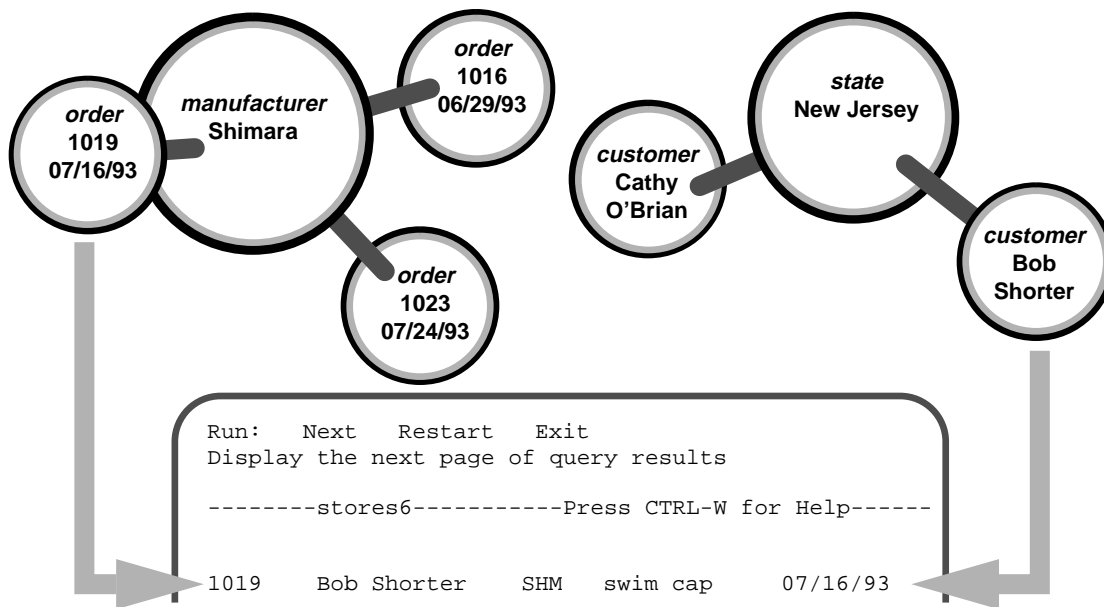 order
1019
07/16/93
manufacturer
Shimara
order
1016
06/29/93
order
1023
07/24/93
state
New Jersey
customer
Cathy
O’Brian
customer
Bob
Shorter
Run: Next Restart Exit
Display the next page of query results
--------stores6-----------Press CTRL-W for Help------
1019 Bob Shorter SHM swim cap 07/16/93